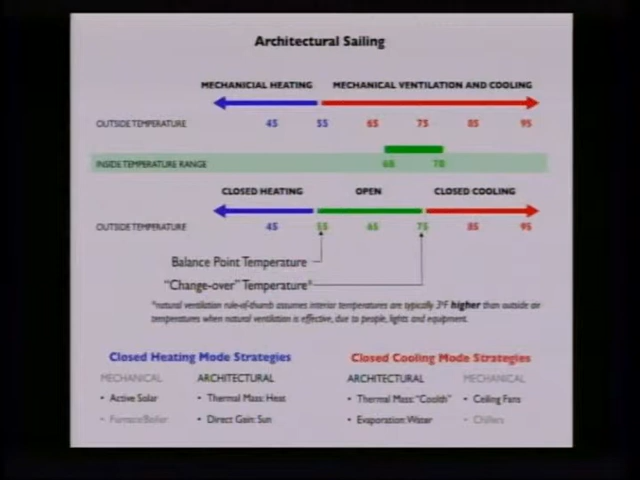 Architectural Sailing
MECHANICIAL HEATING MECHANICAL VENTILATION AND COOLING
OUTSIDE TEMPERATURE 45 55 65 75 85 95
INSIDE TEMPERATURE RANGE 68 78
CLOSED HEATING OPEN CLOSED COOLING
OUTSIDE TEMPERATURE 45 55 65 75 85 95
Balance Point Temperature
"Change-over" Temperature*
*natural ventilation rule-of-thumb assumes interior temperatures are typically 3°F higher than outside air
temperatures when natural ventilation is effective, due to people, lights and equipment.
Closed Heating Mode Strategies Closed Cooling Mode Strategies
MECHANICAL ARCHITECTURAL ARCHITECTURAL MECHANICAL
• Active Solar • Thermal Mass: Heat • Thermal Mass: "Coolth" • Ceiling Fans
• Furnace/Boiler • Direct Gain: Sun • Evaporation: Water • Chillers